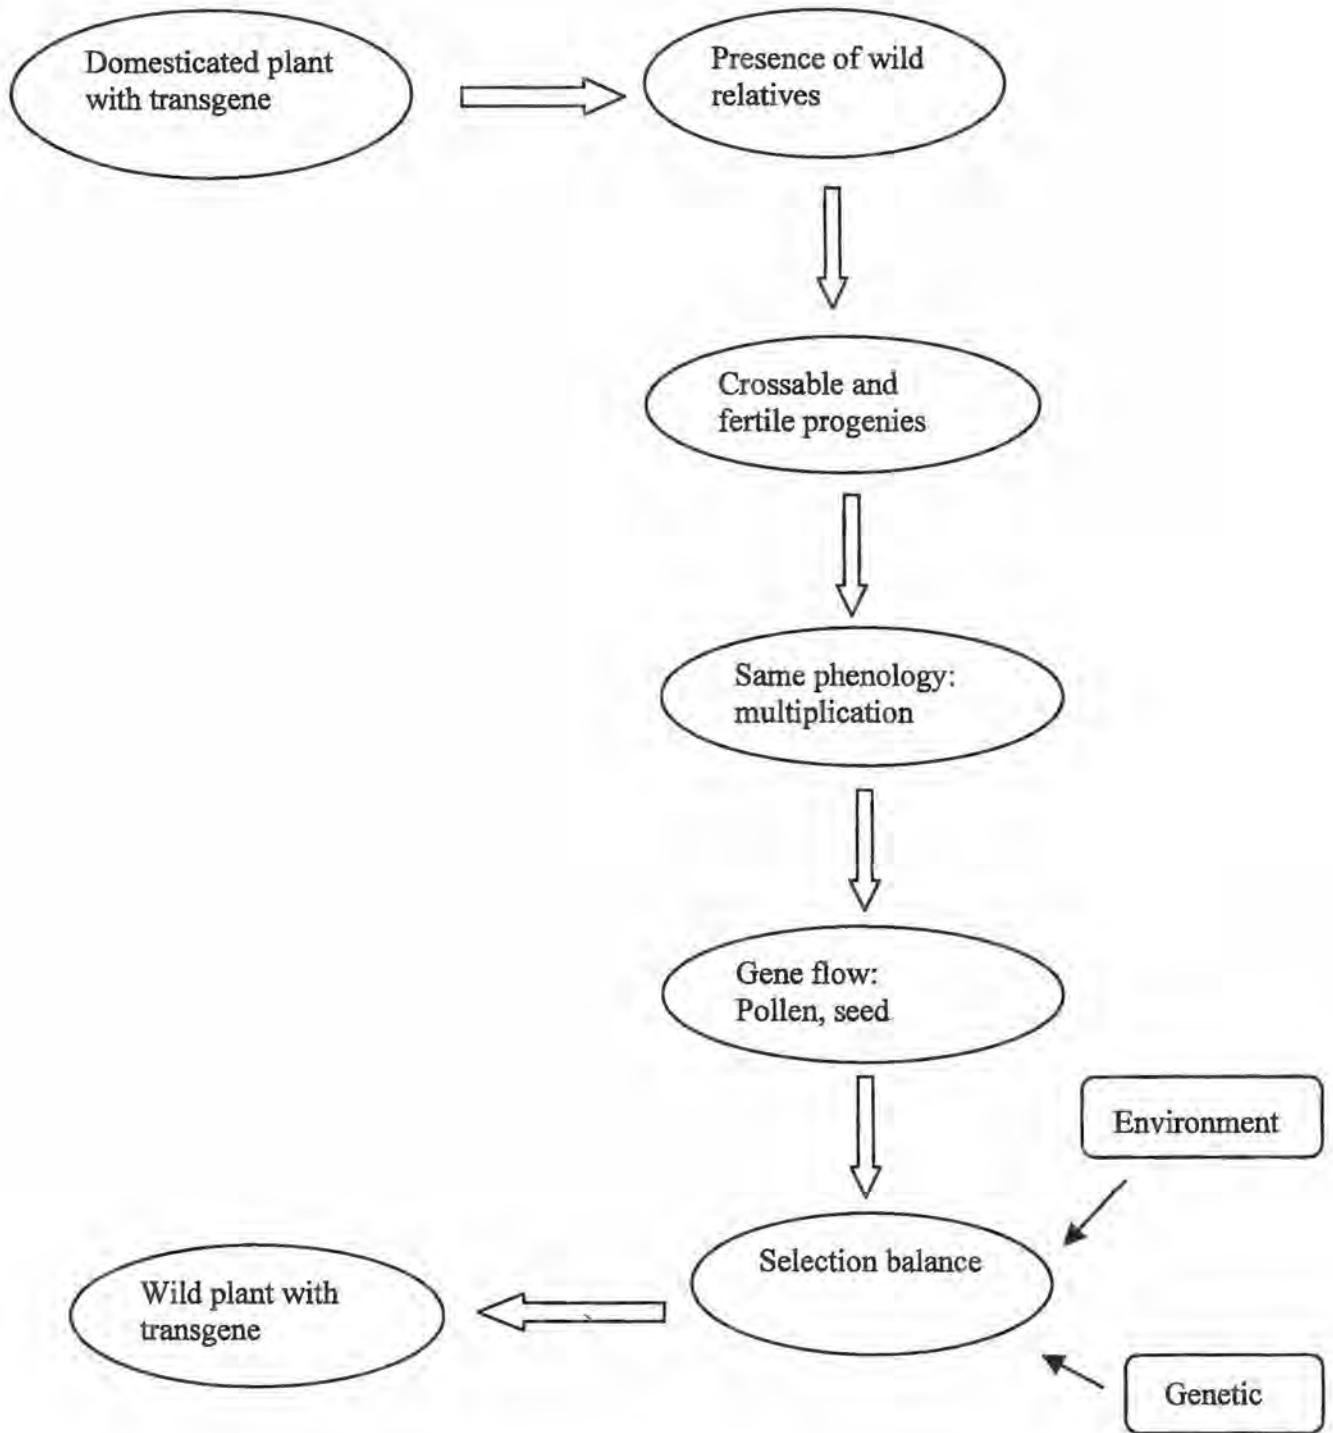 Domesticated plant
with transgene
Presence of wild
relatives
Crossable and
fertile progenies
Same phenology:
multiplication
Gene flow:
Pollen, seed
Environment
Selection balance
Wild plant with
transgene
Genetic